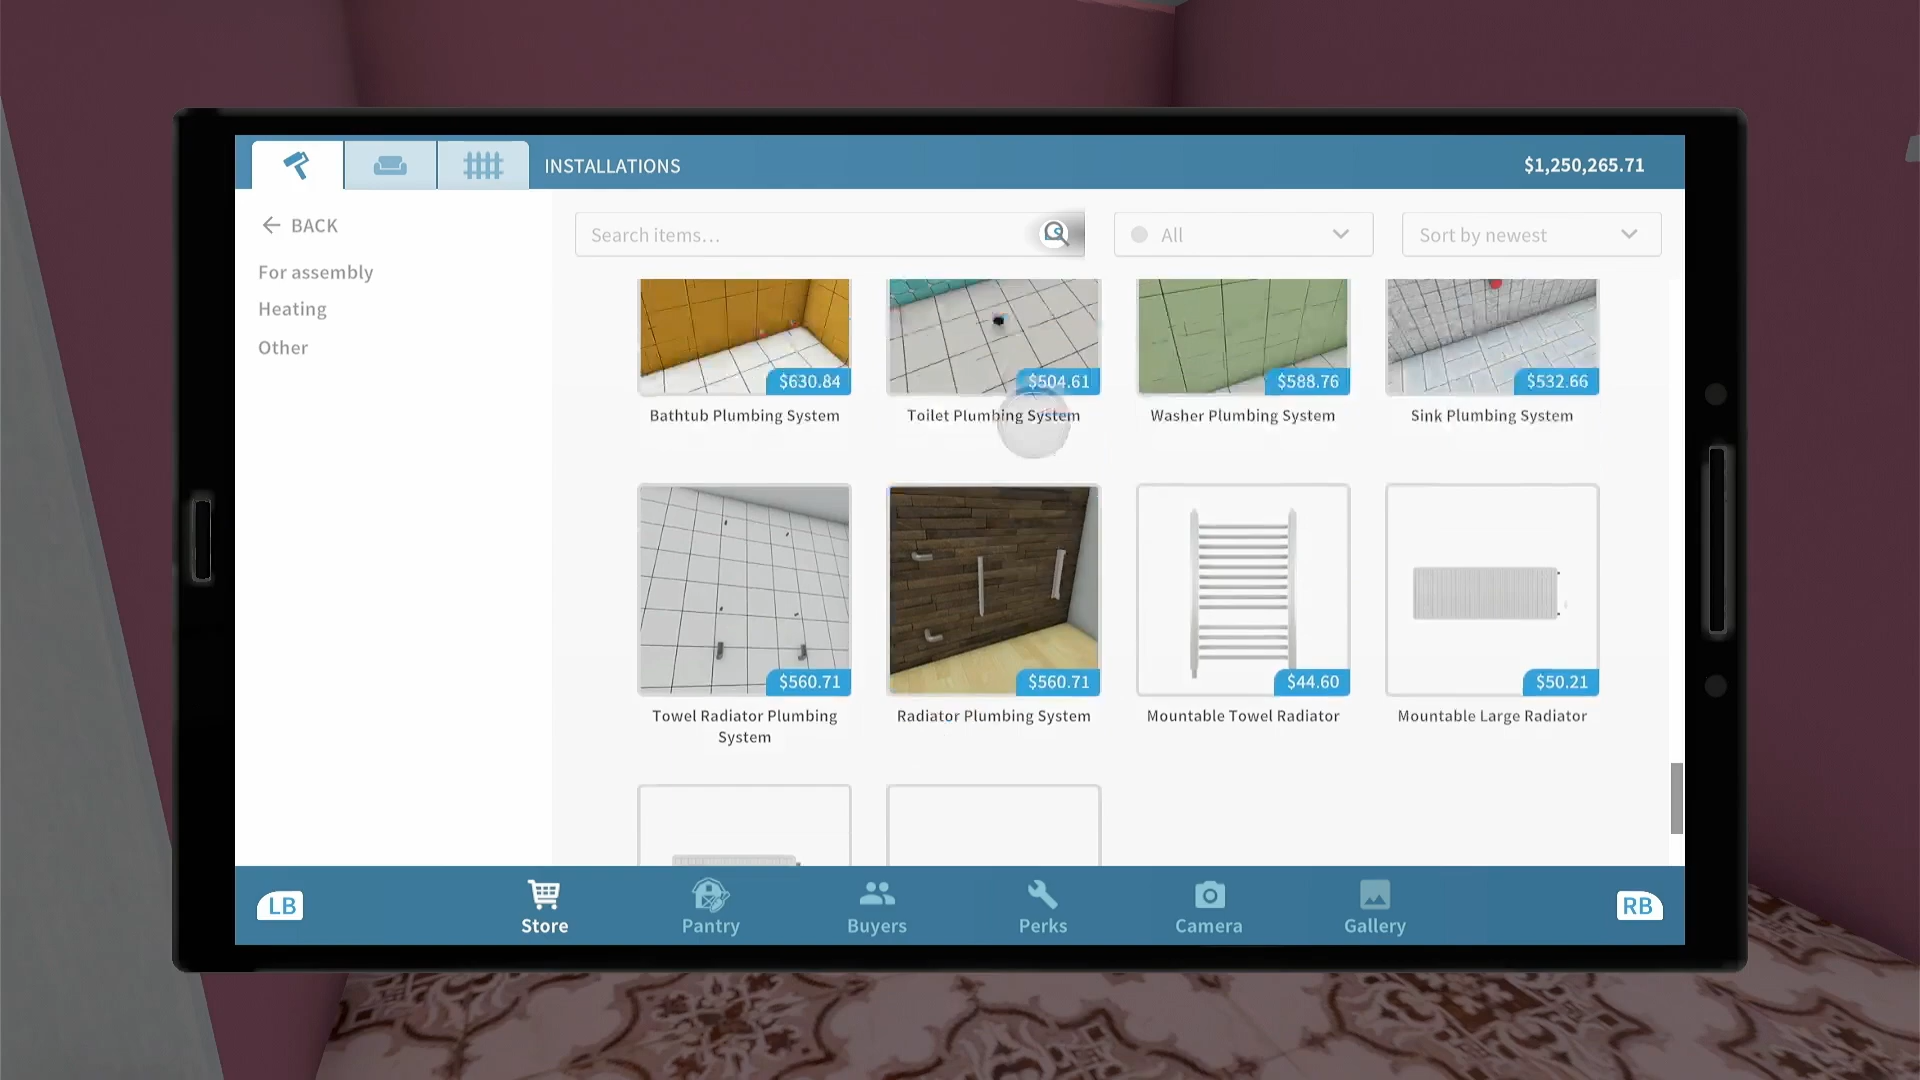 INSTALLATIONS
$1,250,265.71
BACK
For assembly
Heating
Other
Search items...
All
Sort by newest
$630.84
$504.61
$588.76
$532.66
Bathtub Plumbing System
Toilet Plumbing System
Washer Plumbing System
Sink Plumbing System
$560.71
$560.71
$44.60
$50.21
Towel Radiator Plumbing
System
Radiator Plumbing System
Mountable Towel Radiator
Mountable Large Radiator
LB
Store
Pantry
Buyers
Perks
Camera
Gallery
RB